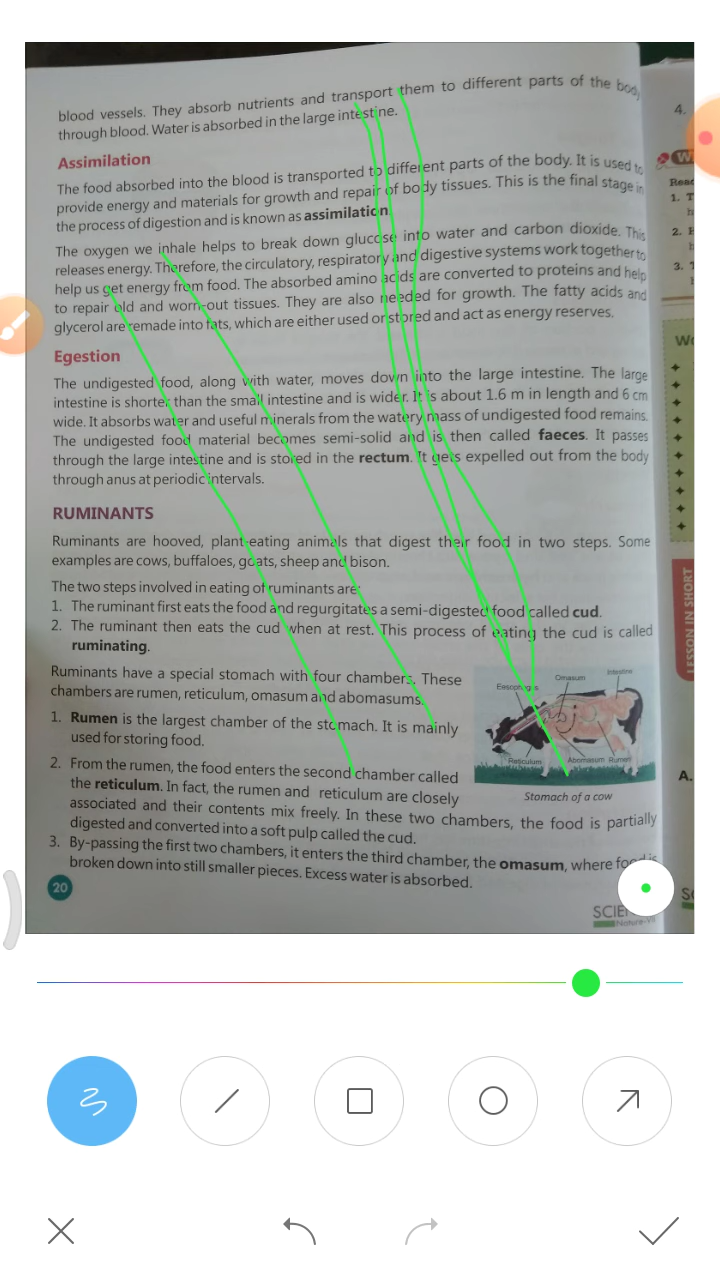 blood vessels. They absorb nutrients and transport them to different parts of the body
through blood. Water is absorbed in the large intestine.
4.
Assimilation
The food absorbed into the blood is transported to different parts of the body. It is used to
provide energy and materials for growth and repair of body tissues. This is the final stage in
the process of digestion and is known as assimilation
The oxygen we inhale helps to break down glucose into water and carbon dioxide. This
releases energy. Therefore, the circulatory, respiratory and digestive systems work together to
help us get energy from food. The absorbed amino acids are converted to proteins and help
to repair old and worn-out tissues. They are also needed for growth. The fatty acids and
glycerol are remade into fats, which are either used or stored and act as energy reserves.
Egestion
The undigested food, along with water, moves down into the large intestine. The large
intestine is shorter than the small intestine and is wider. It is about 1.6 m in length and 6 cm
wide. It absorbs water and useful minerals from the watery mass of undigested food remains.
The undigested food material becomes semi-solid and is then called faeces. It passes
through the large intestine and is stored in the rectum. It gets expelled out from the body
through anus at periodic intervals.
RUMINANTS
Ruminants are hooved, plant-eating animals that digest their food in two steps. Some
examples are cows, buffaloes, goats, sheep and bison.
The two steps involved in eating of ruminants are:
1. The ruminant first eats the food and regurgitates a semi-digested food called cud.
2. The ruminant then eats the cud when at rest. This process of eating the cud is called
ruminating.
Ruminants have a special stomach with four chambers. These
chambers are rumen, reticulum, omasum and abomasums.
1. Rumen is the largest chamber of the stomach. It is mainly
used for storing food.
2. From the rumen, the food enters the second chamber called
the reticulum. In fact, the rumen and reticulum are closely
associated and their contents mix freely. In these two chambers, the food is partially
digested and converted into a soft pulp called the cud.
3. By-passing the first two chambers, it enters the third chamber, the omasum, where food is
broken down into still smaller pieces. Excess water is absorbed.
Omasum
Intestine
Reticulum
Abomasum Rumen
Stomach of a cow
20
1.
2.
3.
LESSON IN SHORT
A.